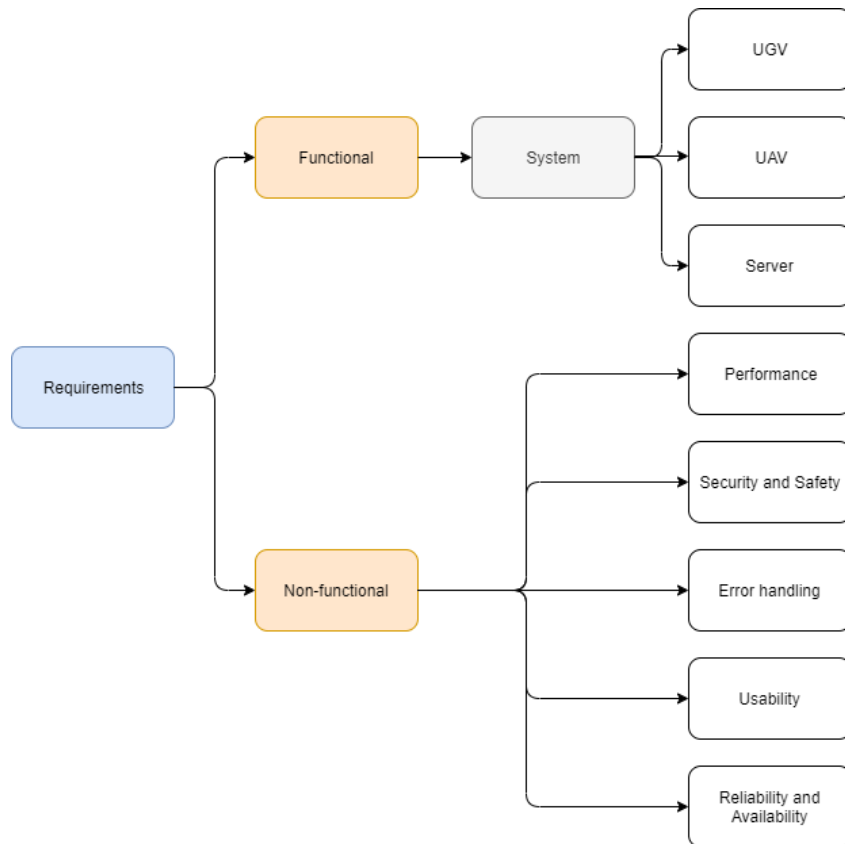 UGV
Functional
System
UAV
Server
Requirements
Performance
Security and Safety
Non-functional
Error handling
Usability
Reliability and
Availability